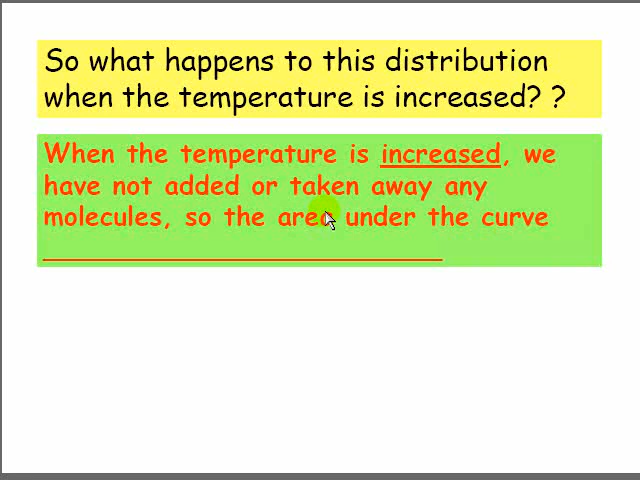 So what happens to this distribution
when the temperature is increased? ?
When the temperature is increased, we
have not added or taken away any
molecules, so the area under the curve